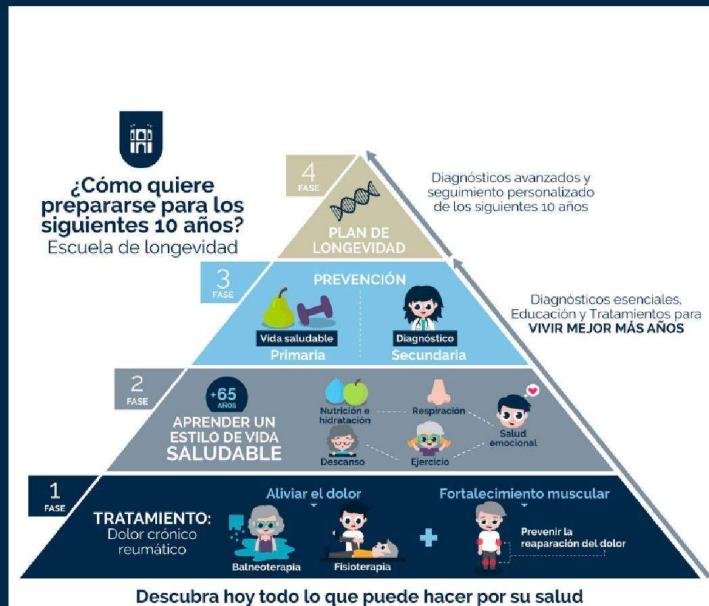 ¿Cómo quiere
prepararse para los
siguientes 10 años?
Escuela de longevidad
4
FASE
PLAN DE
LONGEVIDAD
Diagnósticos avanzados y
seguimiento personalizado
de los siguientes 10 años
3
FASE
PREVENCIÓN
Vida saludable
Primaria
Diagnóstico
Secundaria
Diagnósticos esenciales,
Educación y Tratamientos para
VIVIR MEJOR MÁS AÑOS
2
FASE
+65
AÑOS
APRENDER UN
ESTILO DE VIDA
SALUDABLE
Nutrición e
hidratación
Respiración
Salud
emocional
Descanso
Ejercicio
1
FASE
TRATAMIENTO:
Dolor crónico
reumático
Aliviar el dolor
Balneoterapia
Fisioterapia
+
Fortalecimiento muscular
Prevenir la
reaparación del dolor
Descubra hoy todo lo que puede hacer por su salud